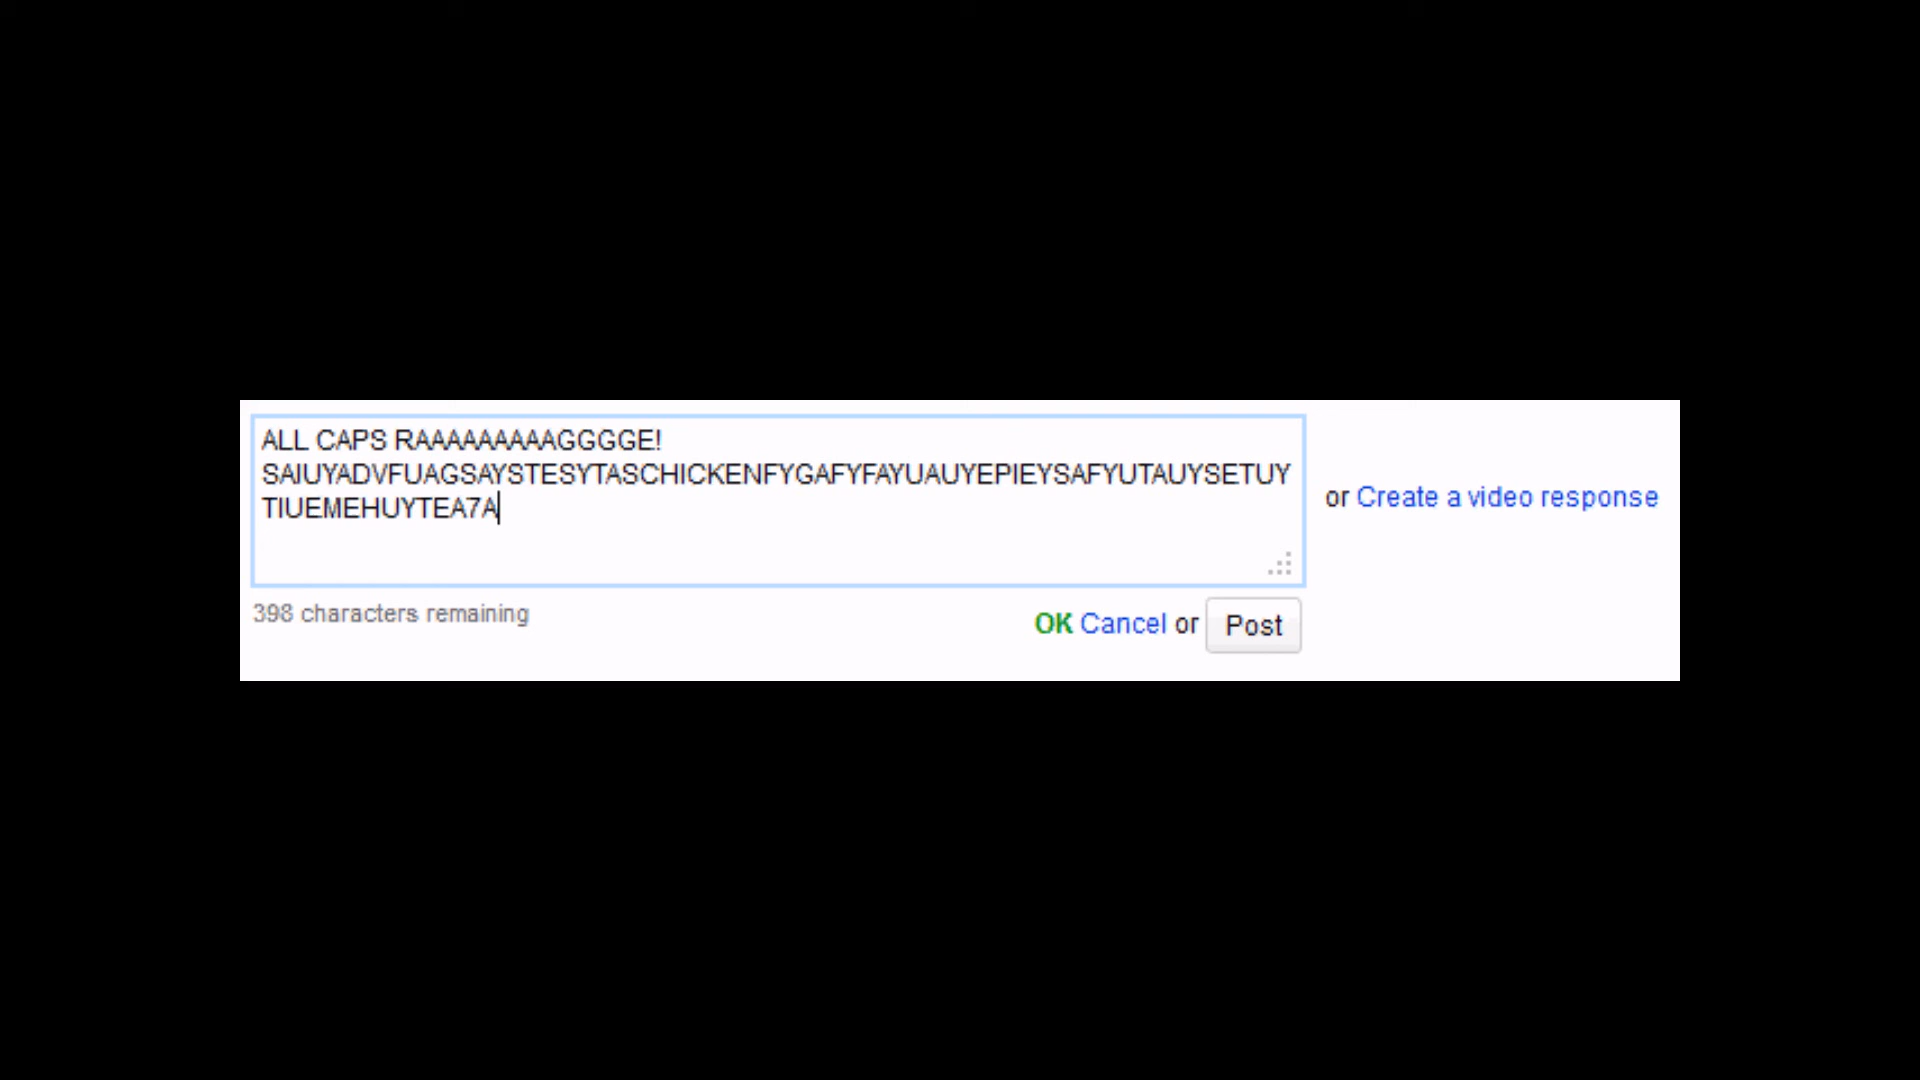 ALL CAPS RAAAAAAAAAGGGGE!
SAIUYADVFUAGSAYSTESYTASCHICKENFYGAFYFAYUAUYEPIEYSAFYUTAUYSETUY
TIUEMEHUYTEA7A
or Create a video response
398 characters remaining
OK Cancel or Post